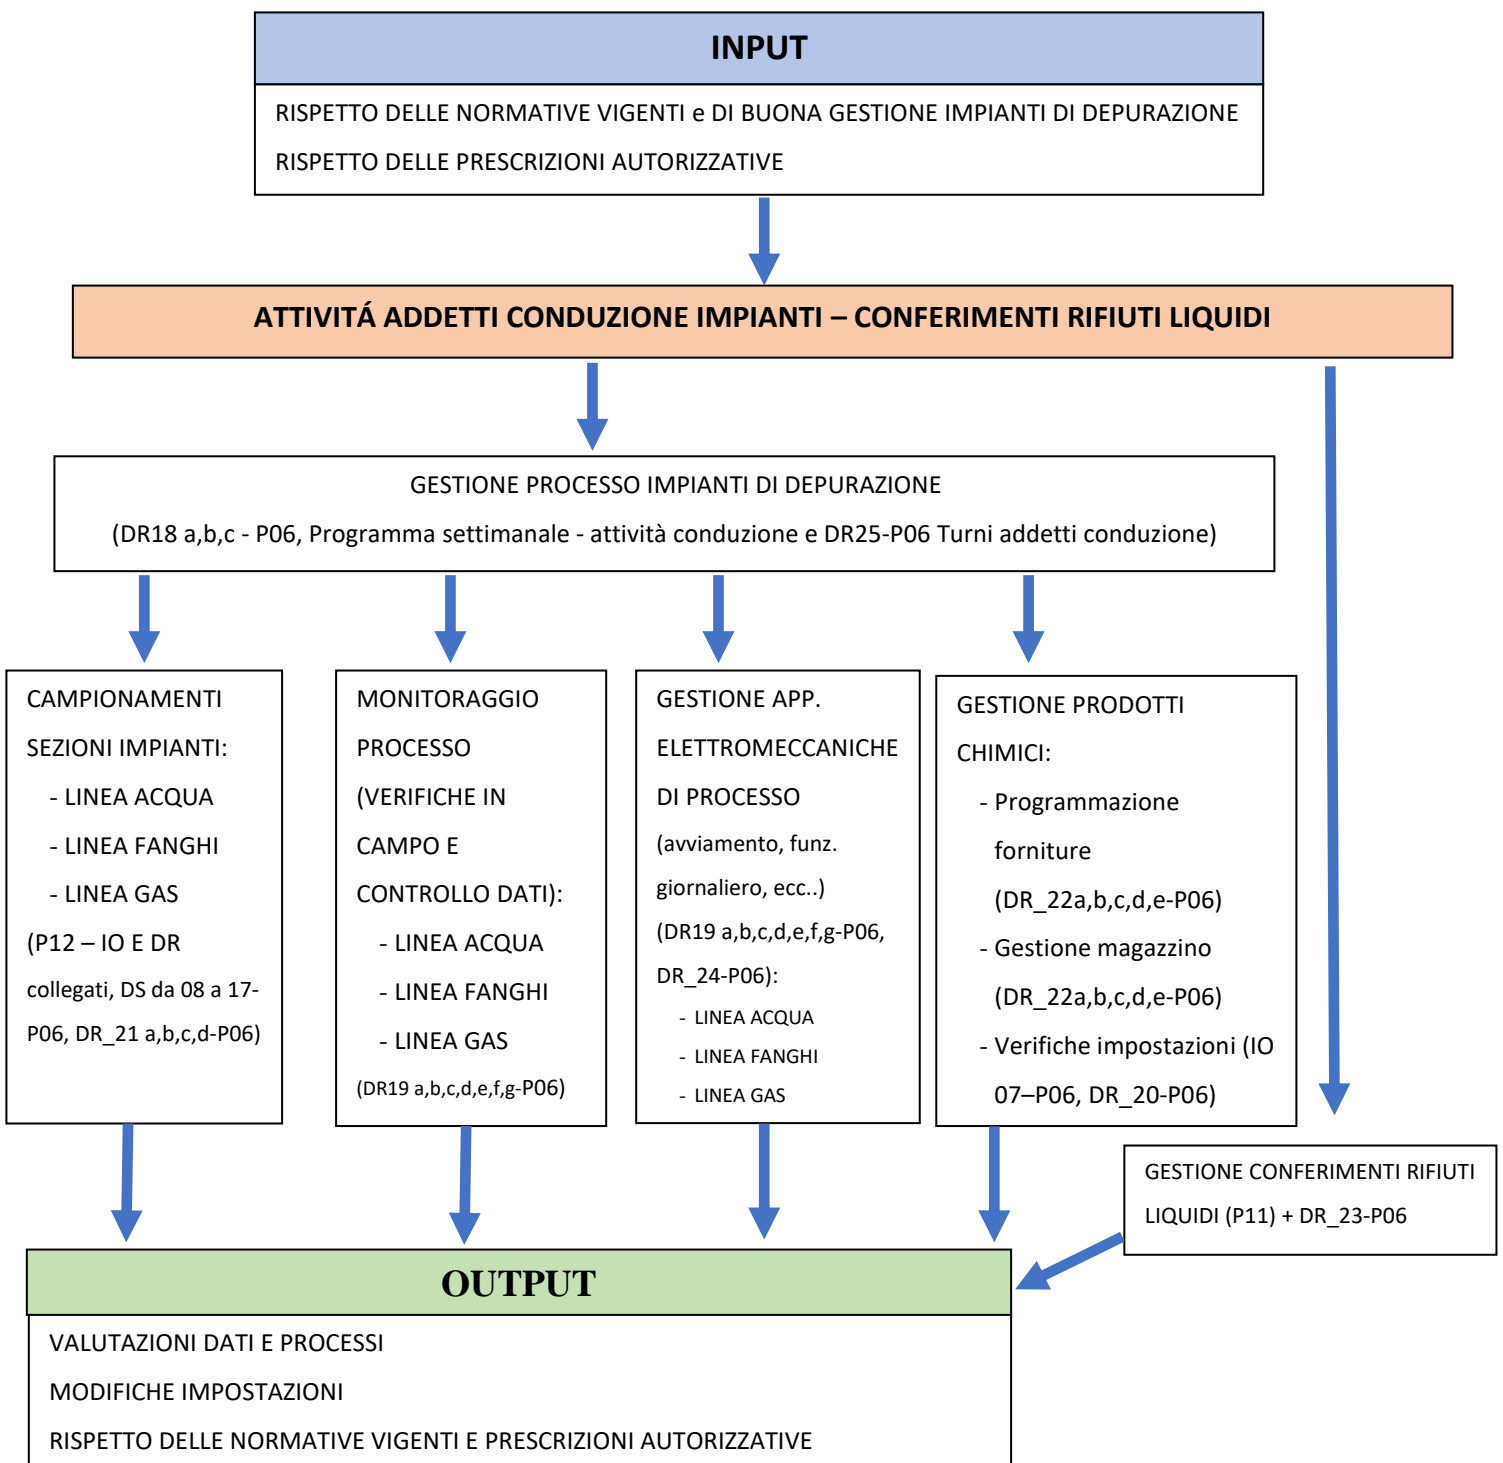 INPUT
RISPETTO DELLE NORMATIVE VIGENTI e DI BUONA GESTIONE IMPIANTI DI DEPURAZIONE
RISPETTO DELLE PRESCRIZIONI AUTORIZZATIVE
ATTIVITÁ ADDETTI CONDUZIONE IMPIANTI – CONFERIMENTI RIFIUTI LIQUIDI
GESTIONE PROCESSO IMPIANTI DI DEPURAZIONE
(DR18 a,b,c - P06, Programma settimanale - attività conduzione e DR25-P06 Turni addetti conduzione)
CAMPIONAMENTI
SEZIONI IMPIANTI:
- LINEA ACQUA
- LINEA FANGHI
- LINEA GAS
(P12 – IO E DR
collegati, DS da 08 a 17-
P06, DR_21 a,b,c,d-P06)
MONITORAGGIO
PROCESSO
(VERIFICHE IN
CAMPO E
CONTROLLO DATI):
- LINEA ACQUA
- LINEA FANGHI
- LINEA GAS
(DR19 a,b,c,d,e,f,g-P06)
GESTIONE APP.
ELETTROMECCANICHE
DI PROCESSO
(avviamento, funz.
giornaliero, ecc..)
(DR19 a,b,c,d,e,f,g-P06,
DR_24-P06):
- LINEA ACQUA
- LINEA FANGHI
- LINEA GAS
GESTIONE PRODOTTI
CHIMICI:
- Programmazione
forniture
(DR_22a,b,c,d,e-P06)
- Gestione magazzino
(DR_22a,b,c,d,e-P06)
- Verifiche impostazioni (IO
07–P06, DR_20-P06)
GESTIONE CONFERIMENTI RIFIUTI
LIQUIDI (P11) + DR_23-P06
OUTPUT
VALUTAZIONI DATI E PROCESSI
MODIFICHE IMPOSTAZIONI
RISPETTO DELLE NORMATIVE VIGENTI E PRESCRIZIONI AUTORIZZATIVE